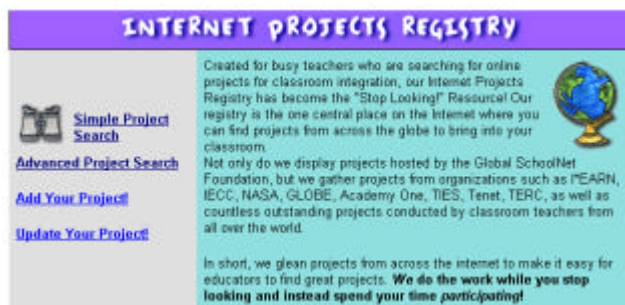 INTERNET PROJECTS REGISTRY
Simple Project
Search
Advanced Project Search
Add Your Project!
Update Your Project!
Created for busy teachers who are searching for online
projects for classroom integration, our Internet Projects
Registry has become the "Stop Looking!" Resource! Our
registry is the one central place on the Internet where you
can find projects from across the globe to bring into your
classroom.
Not only do we display projects hosted by the Global SchoolNet
Foundation, but we gather projects from organizations such as I*EARN,
IECC, NASA, GLOBE, Academy One, TIES, Tenet, TERC, as well as
countless outstanding projects conducted by classroom teachers from
all over the world.
In short, we glean projects from across the internet to make it easy for
educators to find great projects. We do the work while you stop
looking and instead spend your time participating!